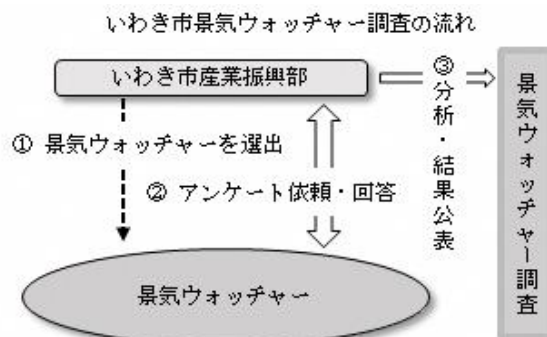 いわき市景気ウォッチャー調査の流れ
いわき市産業振興部
① 景気ウォッチャーを選出
② アンケート依頼・回答
③分析・結果公表
景気ウォッチャー
景気ウォッチャー調査